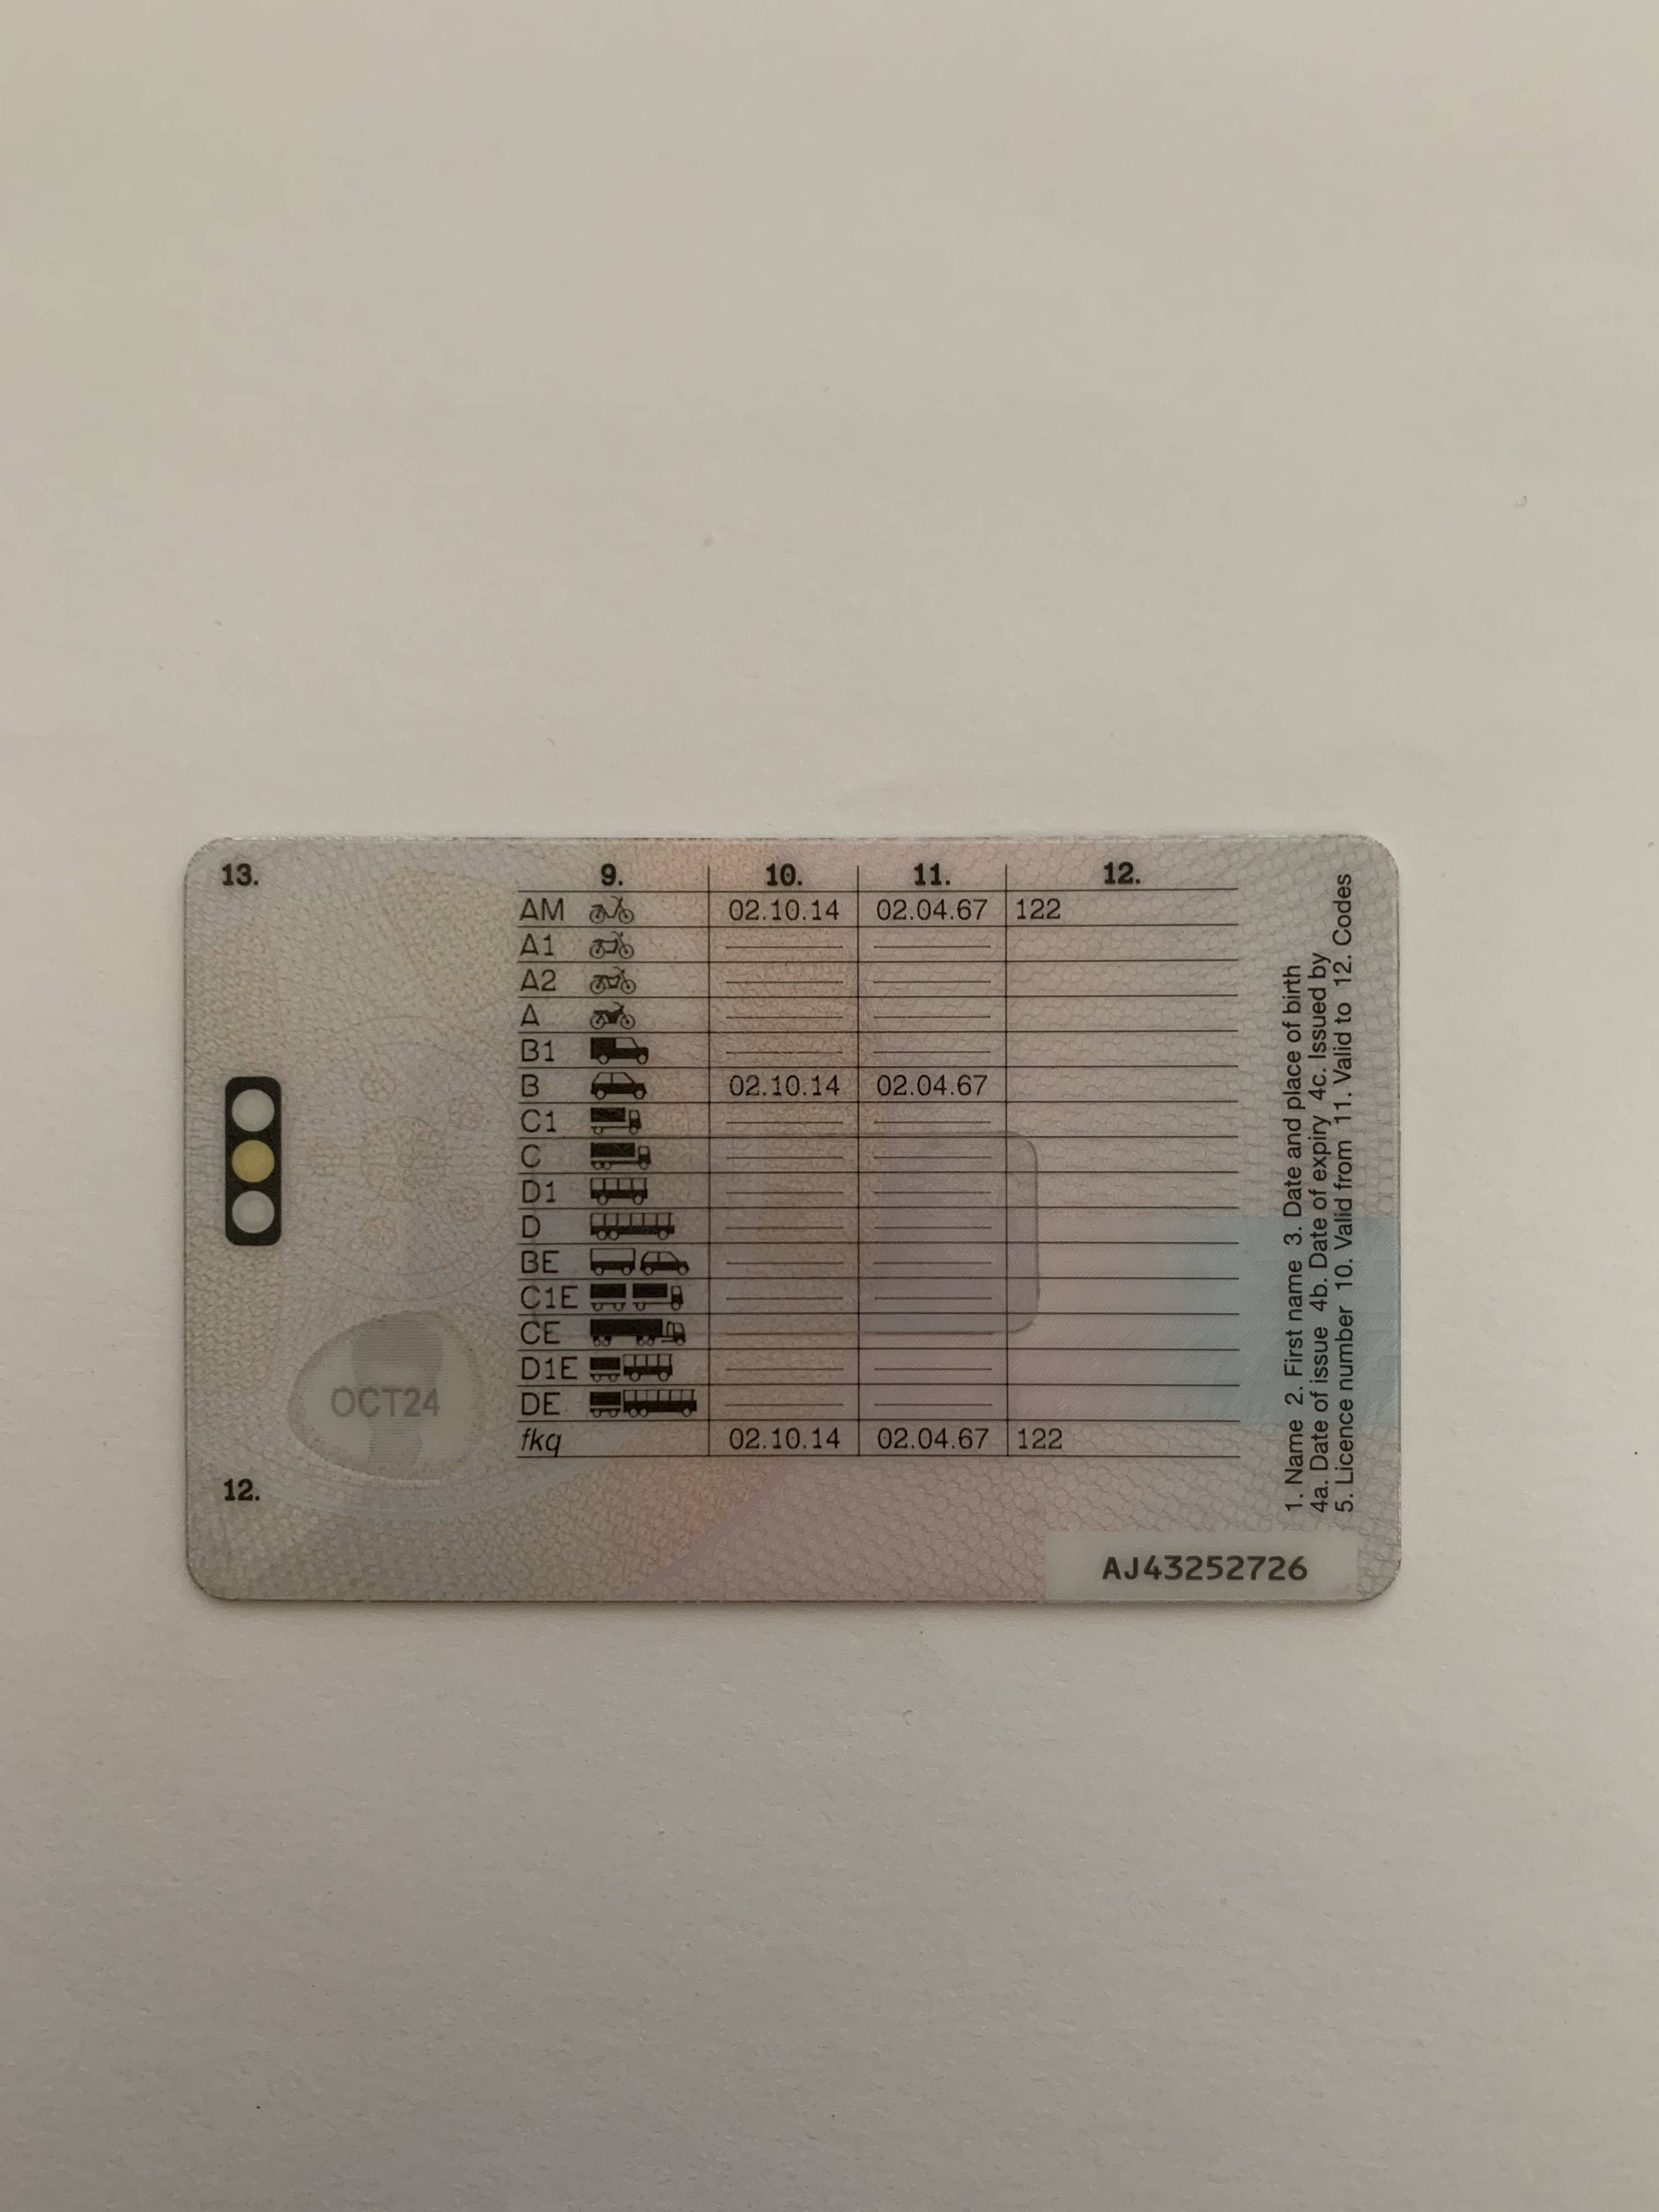 13.
9. 10. 11. 12.
AM 02.10.14 02.04.67 122
A1
A2
A
B1
B 02.10.14 02.04.67
C1
C
D1
D
BE
C1E
CE
D1E
DE
fkq 02.10.14 02.04.67 122
OCT24
12.
1. Name 2. First name 3. Date and place of birth
4a. Date of issue 4b. Date of expiry 4c. Issued by
5. Licence number 10. Valid from 11. Valid to 12. Codes
AJ43252726